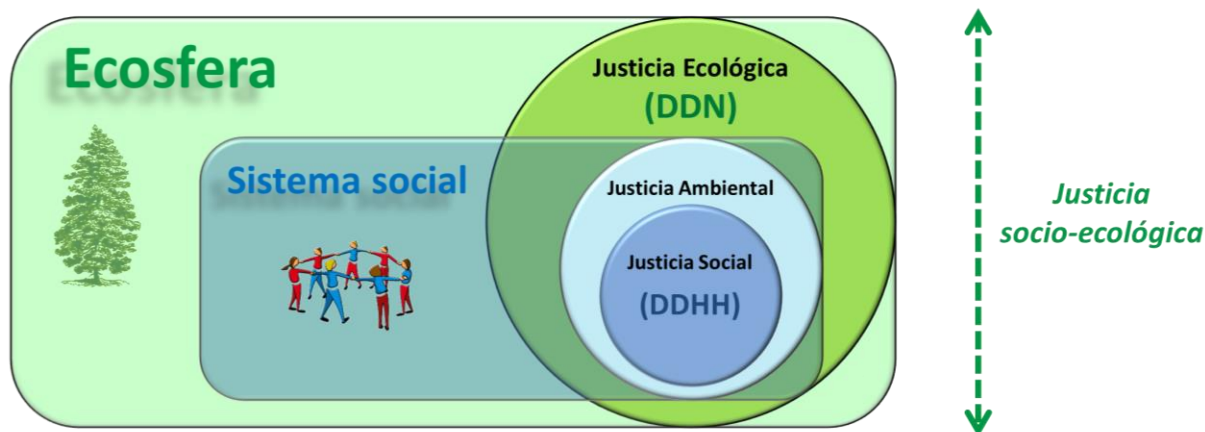 Ecosfera
Justicia Ecológica
(DDN)
Sistema social
Justicia Ambiental
Justicia Social
(DDHH)
Justicia
socio-ecológica